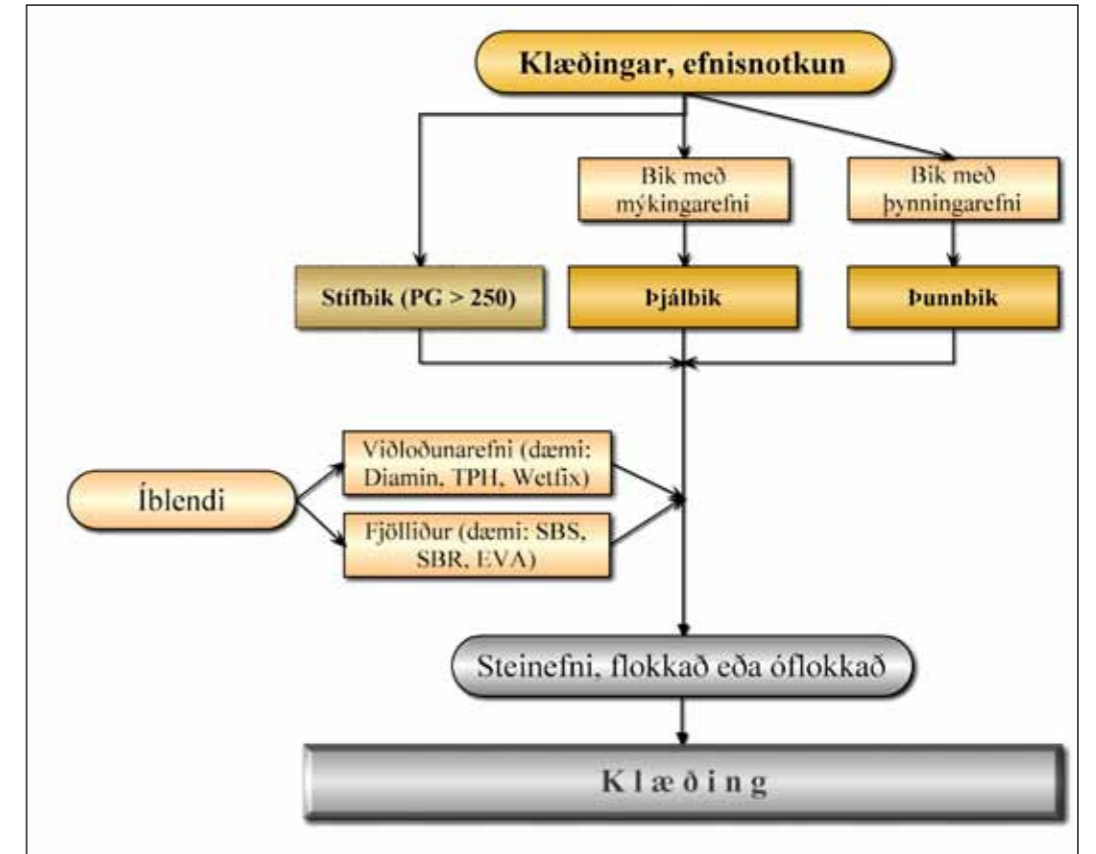 Klæðingar, efnisnotkun
Bik með
mýkingarefni
Bik með
þynningarefni
Stífbik (PG > 250)
Þjálbik
Þunnbik
Viðloðunarefni (dæmi:
Diamin, TPH, Wetfix)
Íblendi
Fjölliður (dæmi: SBS,
SBR, EVA)
Steinefni, flokkað eða óflokkað
Klæðing